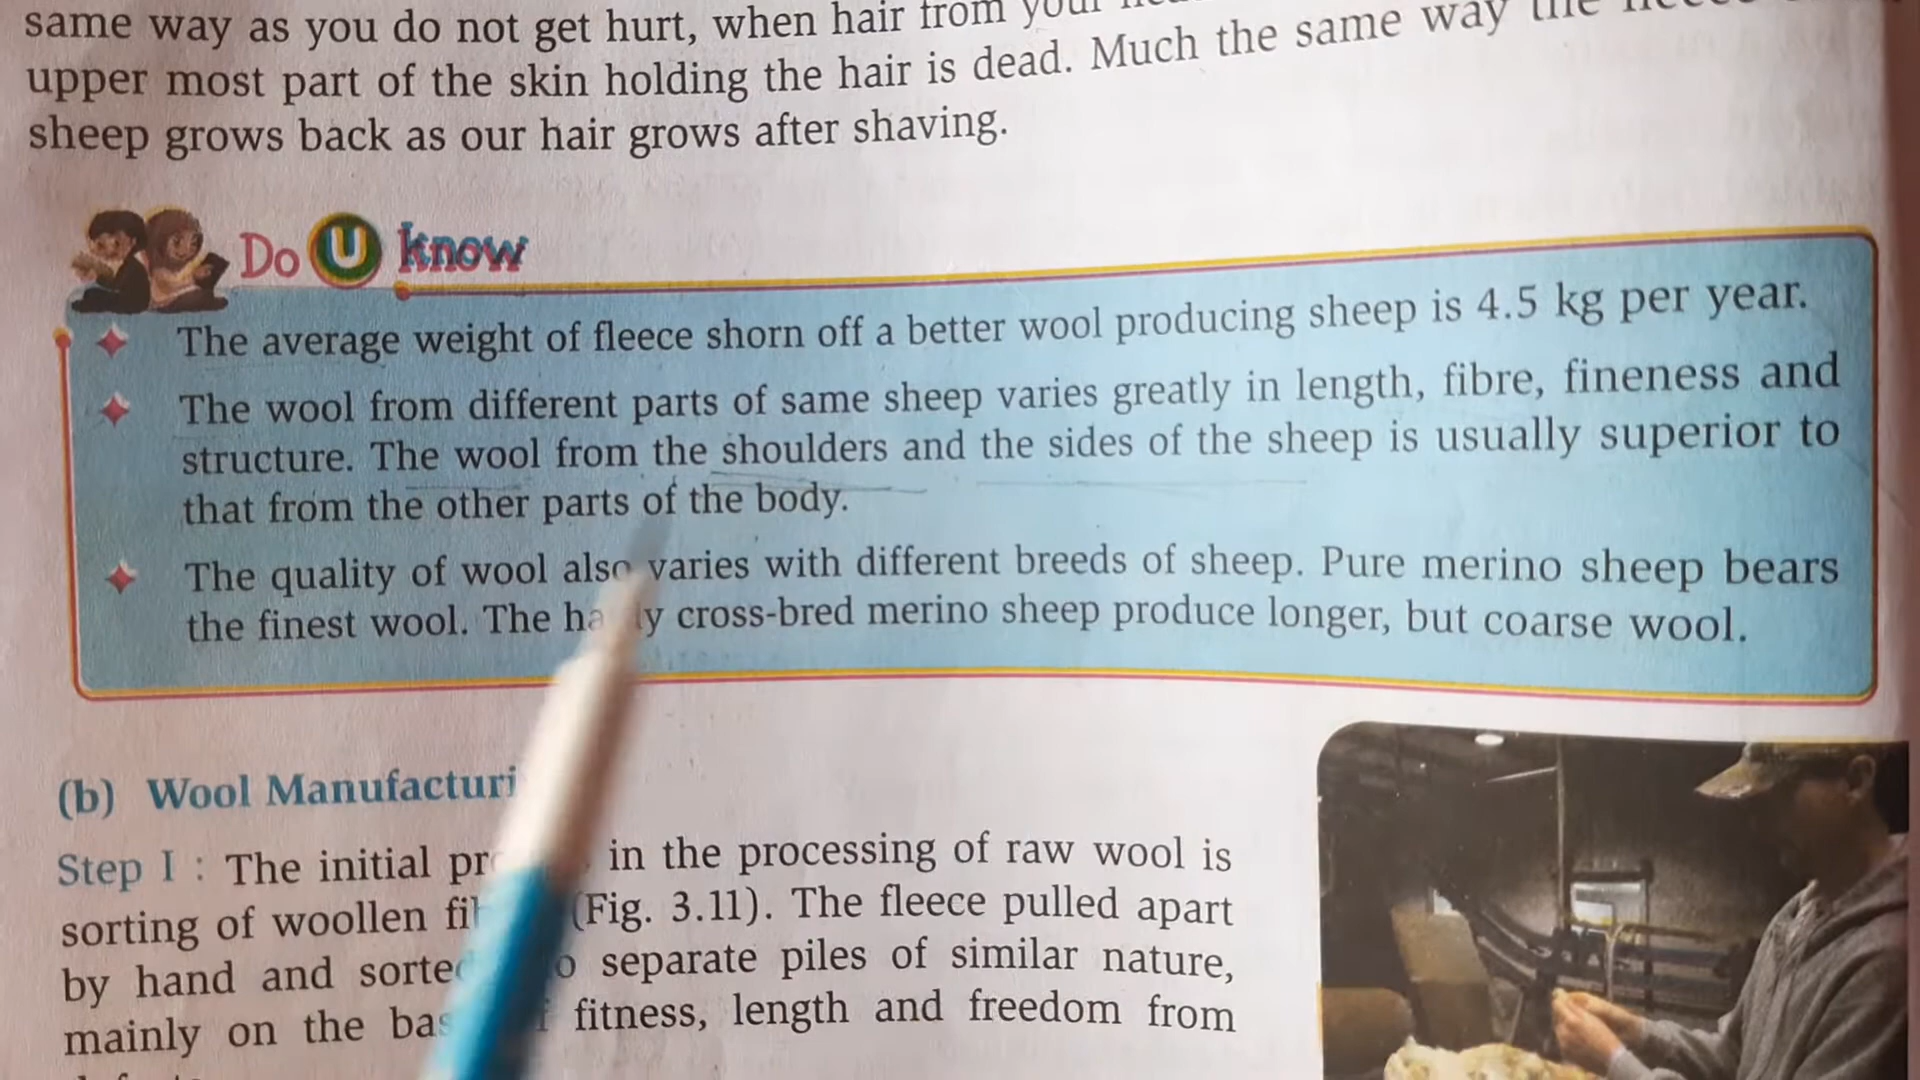 same way as you do not get hurt, when hair from your
upper most part of the skin holding the hair is dead. Much the same way the
sheep grows back as our hair grows after shaving.
Do U know
The average weight of fleece shorn off a better wool producing sheep is 4.5 kg per year.
The wool from different parts of same sheep varies greatly in length, fibre, fineness and
structure. The wool from the shoulders and the sides of the sheep is usually superior to
that from the other parts of the body.
The quality of wool also varies with different breeds of sheep. Pure merino sheep bears
the finest wool. The cross-bred merino sheep produce longer, but coarse wool.
(b) Wool
Step I : The initial in the processing of raw wool is
sorting of woollen (Fig. 3.11). The fleece pulled apart
by hand and separate piles of similar nature,
mainly on the fitness, length and freedom from